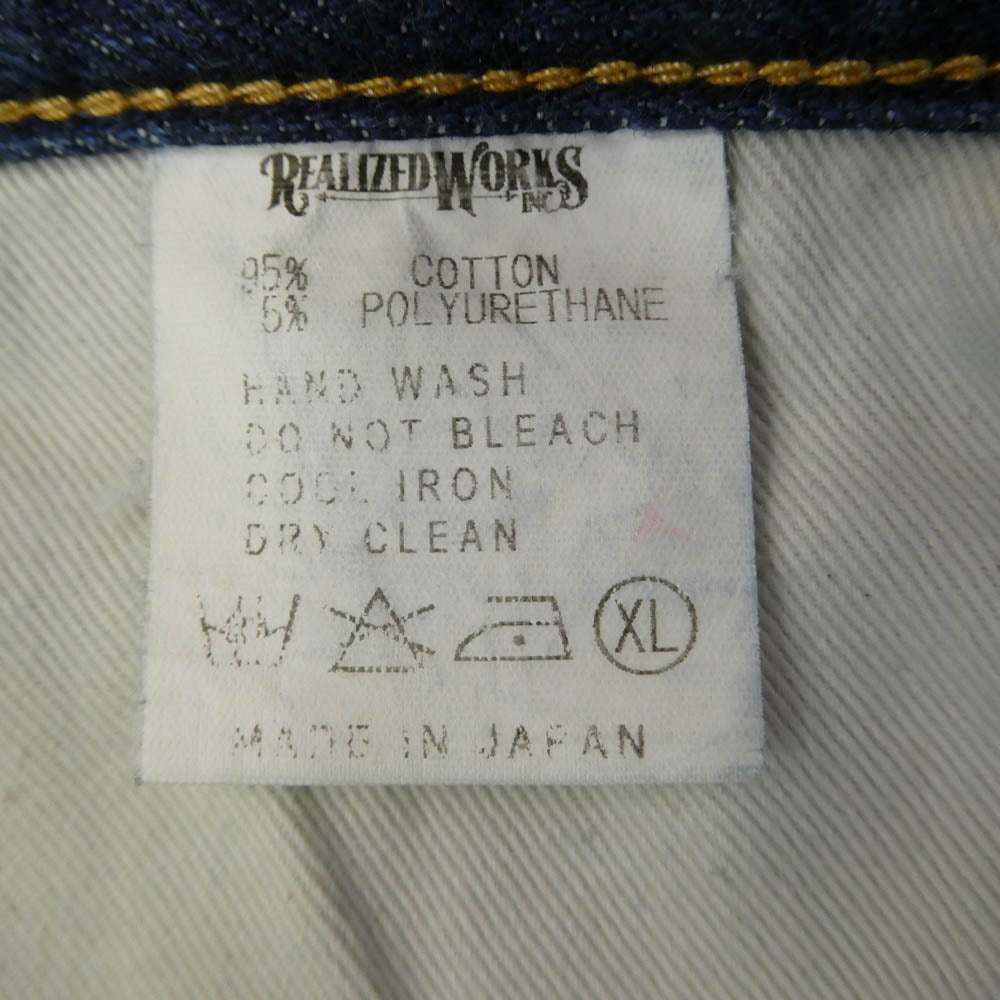 REALIZED WORKS INC
95% COTTON
5% POLYURETHANE
HAND WASH
DO NOT BLEACH
COOL IRON
DRY CLEAN
XL
MADE IN JAPAN